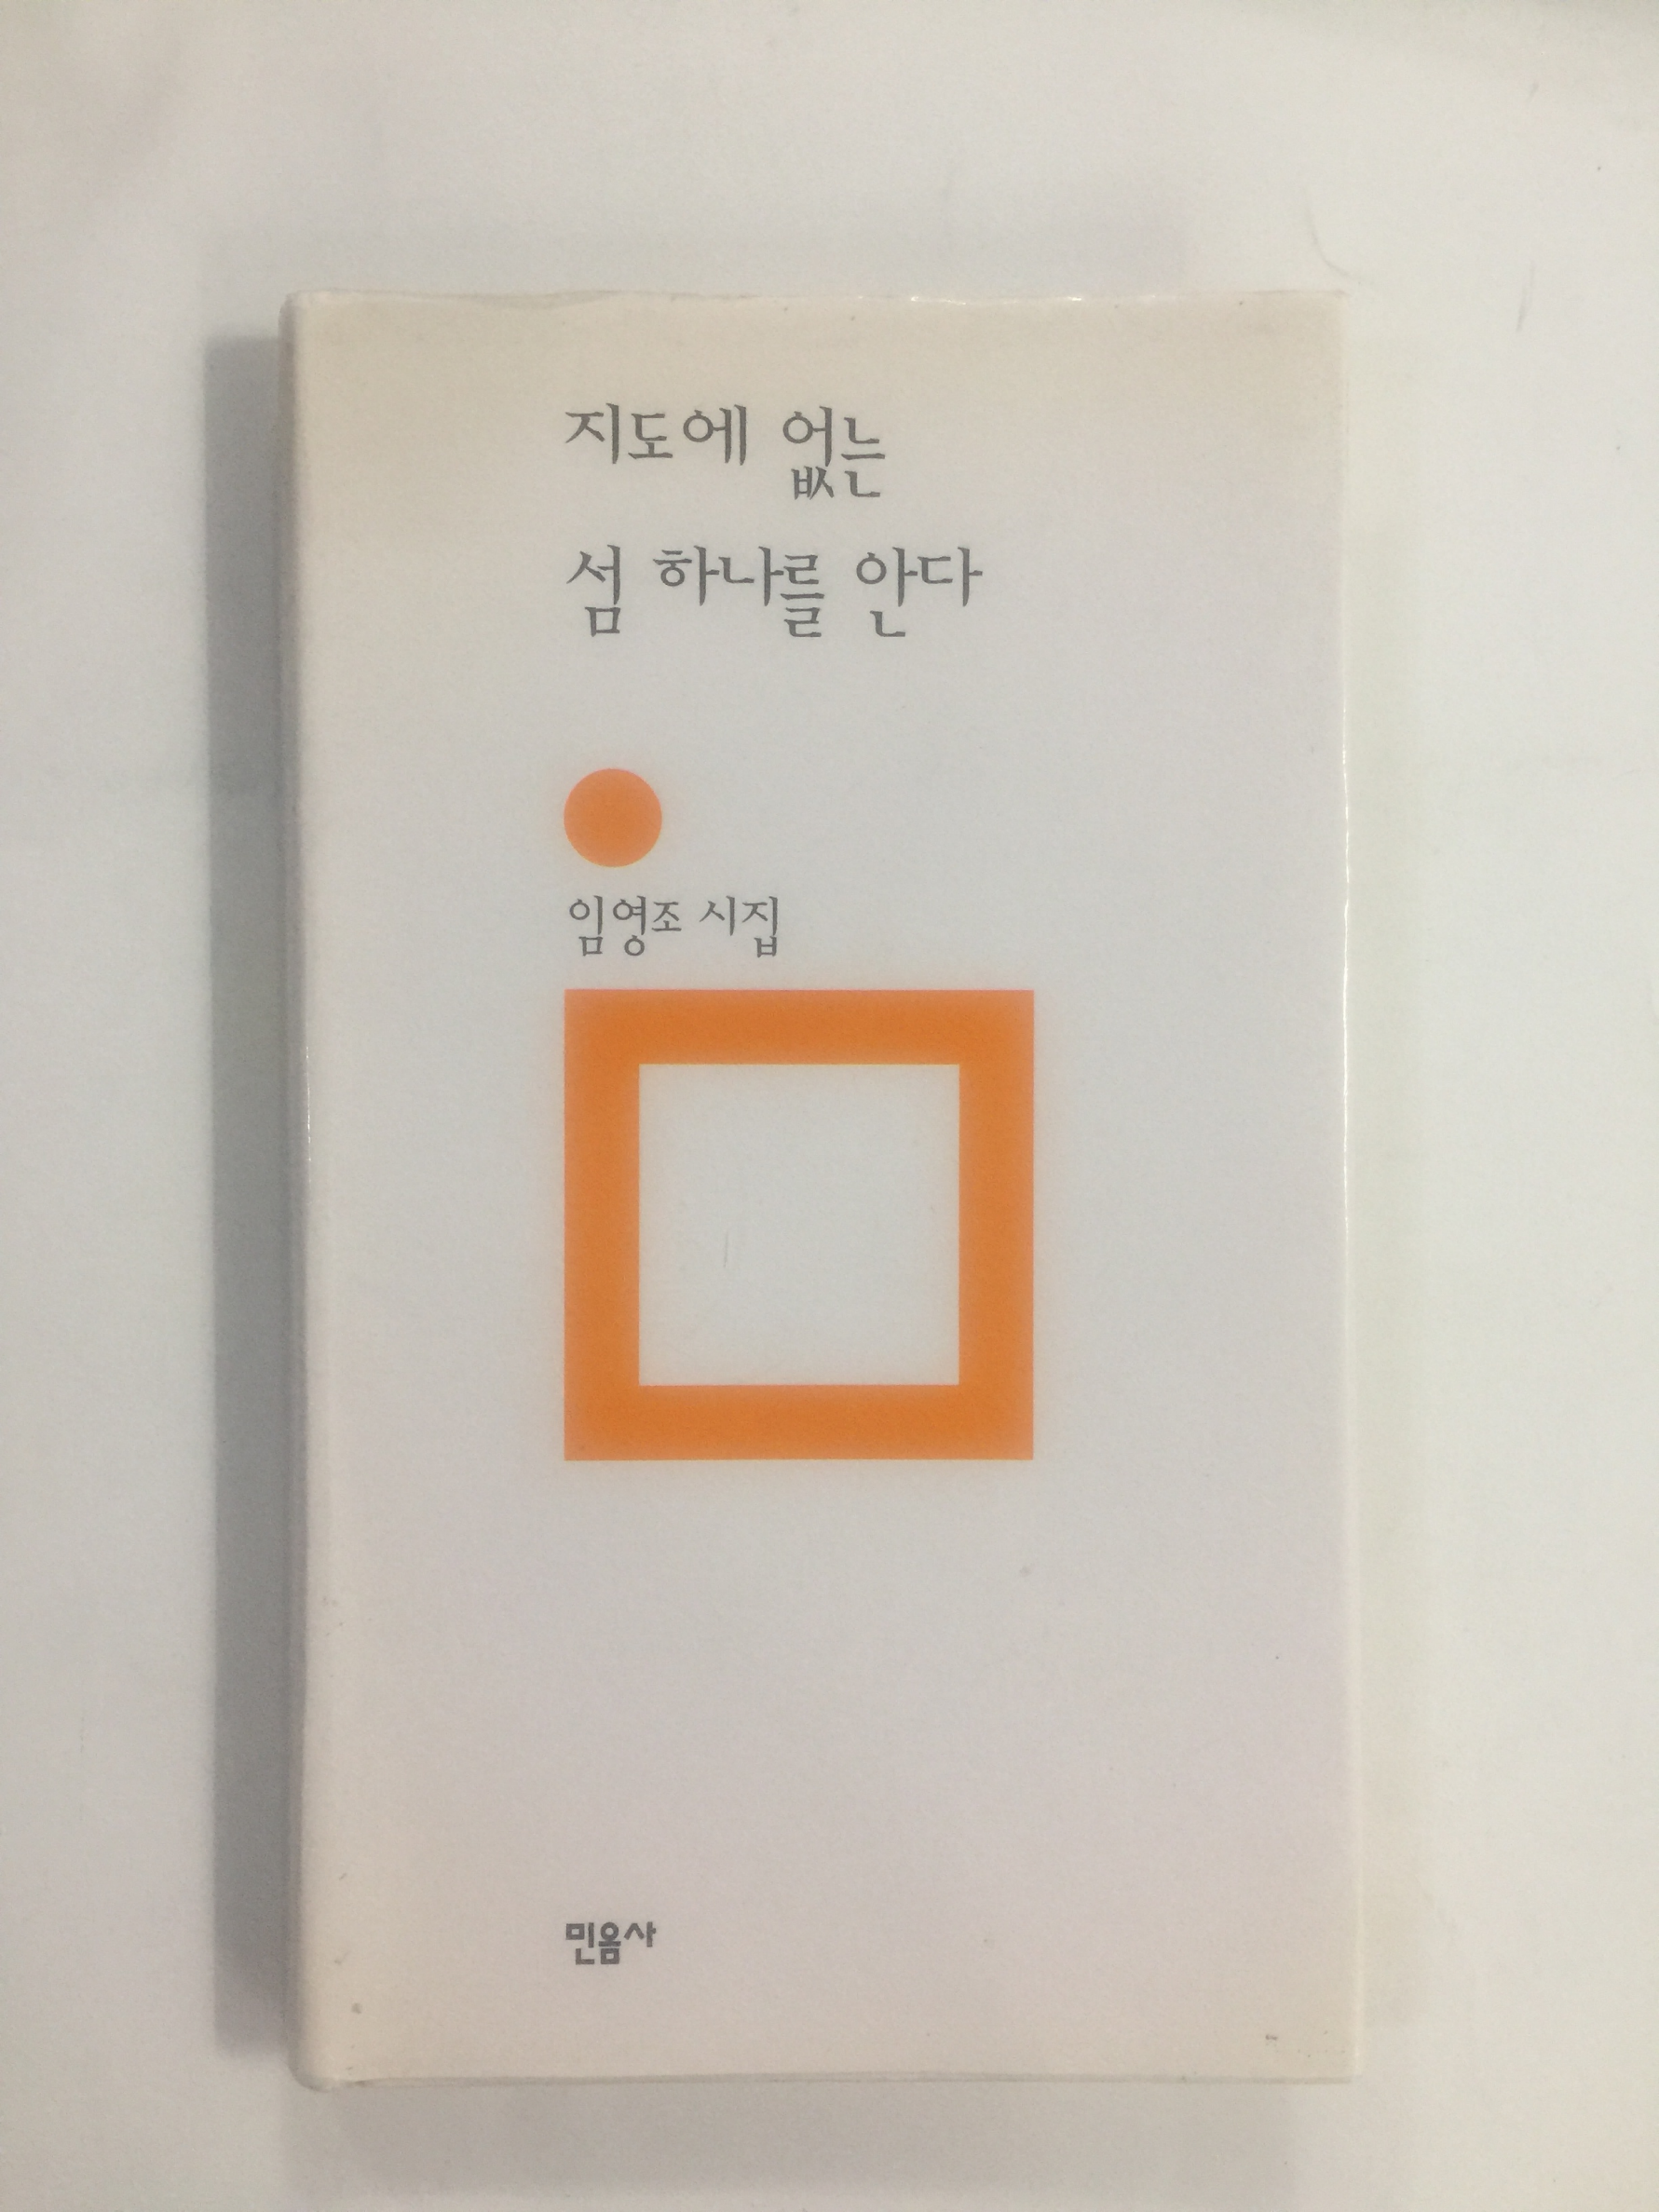 지도에 없는
섬 하나를 안다
임영조 시집
민음사